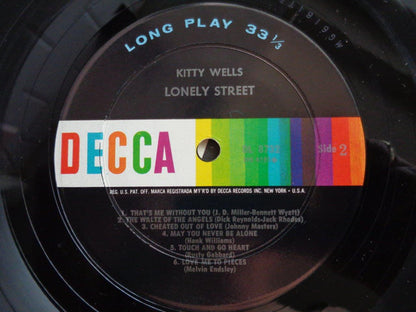 LONG PLAY 33 1/3
KITTY WELLS
LONELY STREET
DECCA
Side 2
REG. U.S. PAT. OFF. MARCA REGISTRADA M'F'R'D BY DECCA RECORDS INC. NEW YORK • U.S.A.
1. THAT'S ME WITHOUT YOU (J. D. Miller-Bennett Wyatt)
2. THE WALTZ OF THE ANGELS (Dick Reynolds-Jack Rhodes)
3. CHEATED OUT OF LOVE (Johnny Masters)
4. MAY YOU NEVER BE ALONE
(Hank Williams)
5. TOUCH AND GO HEART
(Rusty Gabbard)
6. LOVE ME TO PIECES
(Melvin Endsley)